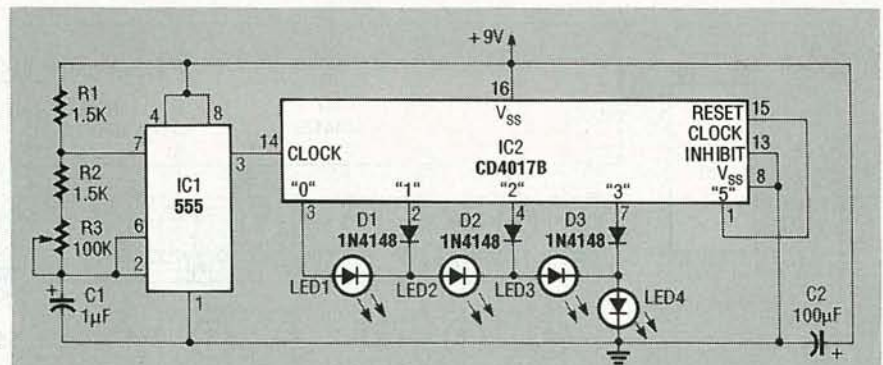 +9V
R1
1.5K
R2
1.5K
R3
100K
C1
1µF
+
4
8
7
6
2
3
1
IC1
555
14
16
V_SS
CLOCK
IC2
CD4017B
RESET
CLOCK
INHIBIT
V_SS
15
13
8
"0"
"1"
"2"
"3"
"5"
3
2
4
7
1
D1
1N4148
D2
1N4148
D3
1N4148
LED1
LED2
LED3
LED4
C2
100µF
+